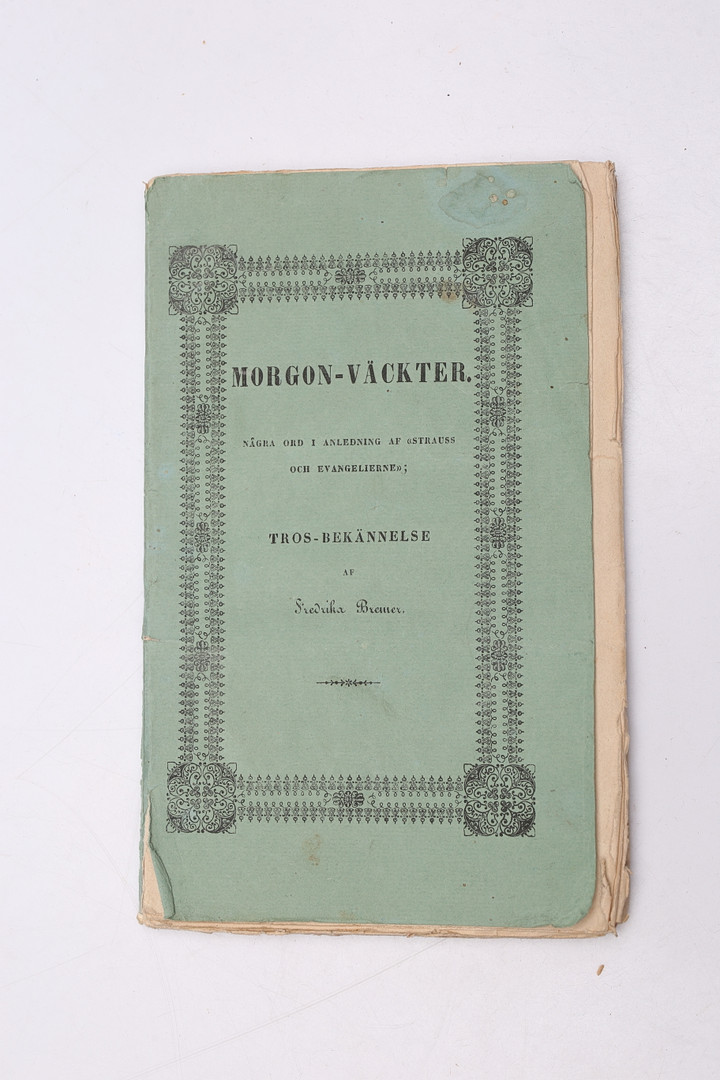 MORGON-VÄCKTER.
NÅGRA ORD I ANLEDNING AF «STRAUSS
OCH EVANGELIERNE»;
TROS-BEKÄNNELSE
AF
Fredrika Bremer.